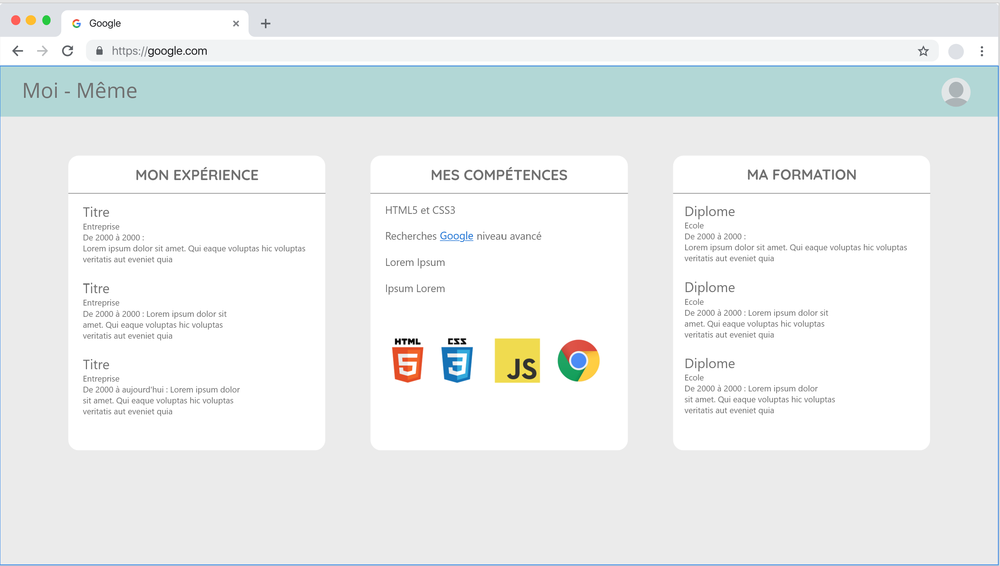 Google
https://google.com
Moi - Même
MON EXPÉRIENCE
Titre
Entreprise
De 2000 à 2000 :
Lorem ipsum dolor sit amet. Qui eaque voluptas hic voluptas
veritatis aut eveniet quia
Titre
Entreprise
De 2000 à 2000 : Lorem ipsum dolor sit
amet. Qui eaque voluptas hic voluptas
veritatis aut eveniet quia
Titre
Entreprise
De 2000 à aujourd'hui : Lorem ipsum dolor
sit amet. Qui eaque voluptas hic voluptas
veritatis aut eveniet quia
MES COMPÉTENCES
HTML5 et CSS3
Recherches Google niveau avancé
Lorem Ipsum
Ipsum Lorem
HTML
5
CSS
3
JS
MA FORMATION
Diplome
Ecole
De 2000 à 2000 :
Lorem ipsum dolor sit amet. Qui eaque voluptas hic voluptas
veritatis aut eveniet quia
Diplome
Ecole
De 2000 à 2000 : Lorem ipsum dolor sit
amet. Qui eaque voluptas hic voluptas
veritatis aut eveniet quia
Diplome
Ecole
De 2000 à 2000 : Lorem ipsum dolor
sit amet. Qui eaque voluptas hic voluptas
veritatis aut eveniet quia